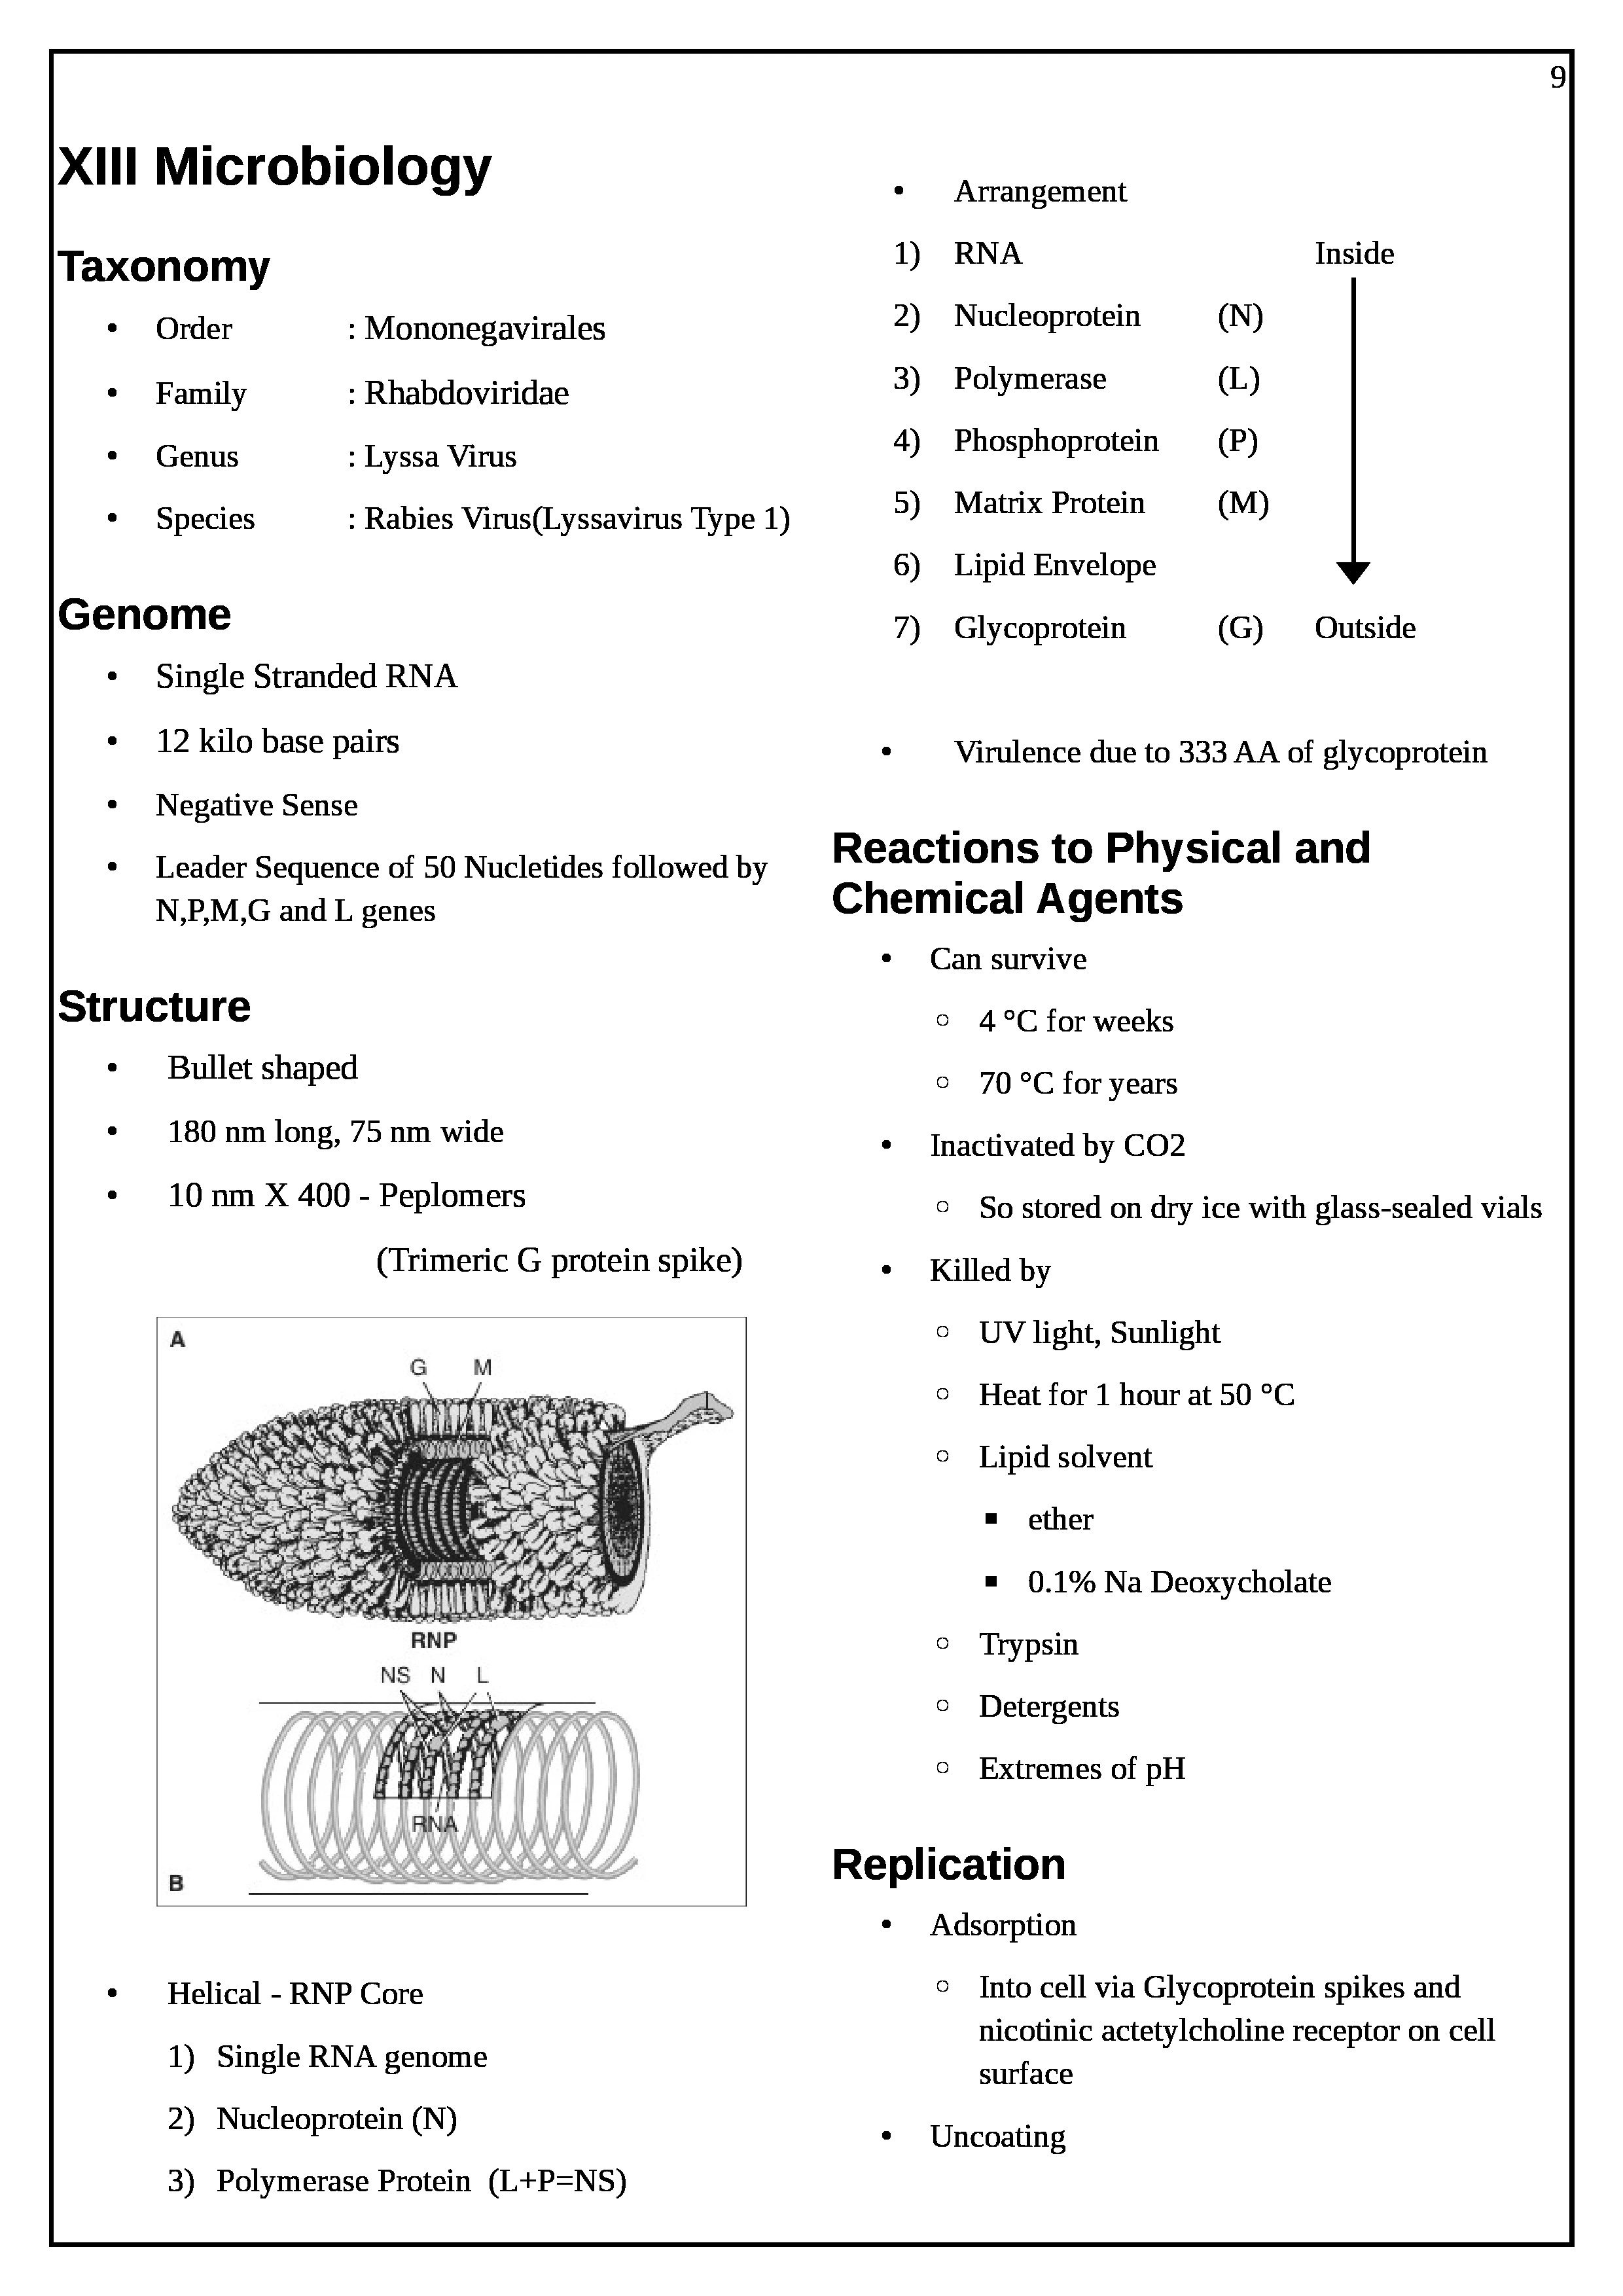 9
XIII Microbiology
Taxonomy
• Order : Mononegavirales
• Family : Rhabdoviridae
• Genus : Lyssa Virus
• Species : Rabies Virus(Lyssavirus Type 1)
Genome
• Single Stranded RNA
• 12 kilo base pairs
• Negative Sense
• Leader Sequence of 50 Nucletides followed by
N,P,M,G and L genes
Structure
• Bullet shaped
• 180 nm long, 75 nm wide
• 10 nm X 400 - Peplomers
(Trimeric G protein spike)
A
G M
RNP
NS N L
RNA
B
• Helical - RNP Core
1) Single RNA genome
2) Nucleoprotein (N)
3) Polymerase Protein (L+P=NS)
• Arrangement
1) RNA Inside
2) Nucleoprotein (N)
3) Polymerase (L)
4) Phosphoprotein (P)
5) Matrix Protein (M)
6) Lipid Envelope
7) Glycoprotein (G) Outside
• Virulence due to 333 AA of glycoprotein
Reactions to Physical and
Chemical Agents
• Can survive
○ 4 °C for weeks
○ 70 °C for years
• Inactivated by CO2
○ So stored on dry ice with glass-sealed vials
• Killed by
○ UV light, Sunlight
○ Heat for 1 hour at 50 °C
○ Lipid solvent
▪ ether
▪ 0.1% Na Deoxycholate
○ Trypsin
○ Detergents
○ Extremes of pH
Replication
• Adsorption
○ Into cell via Glycoprotein spikes and
nicotinic actetylcholine receptor on cell
surface
• Uncoating